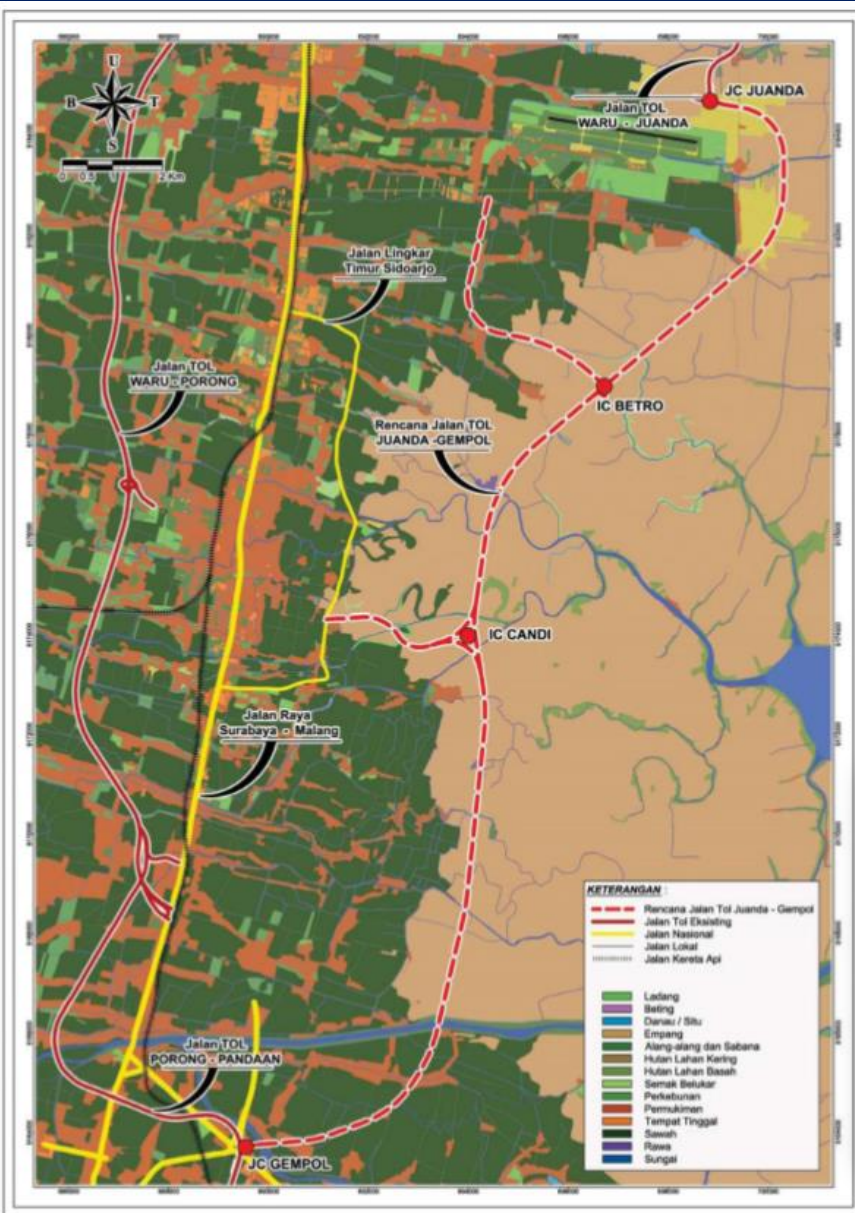 U
B T
S
0 0.5 1 2 Km
JC JUANDA
Jalan TOL
WARU - JUANDA
Jalan Lingkar
Timur Sidoarjo
Jalan TOL
WARU - PORONG
IC BETRO
Rencana Jalan TOL
JUANDA -GEMPOL
IC CANDI
Jalan Raya
Surabaya - Malang
Jalan TOL
PORONG - PANDAAN
JC GEMPOL
KETERANGAN :
Rencana Jalan Tol Juanda - Gempol
Jalan Tol Eksisting
Jalan Nasional
Jalan Lokal
Jalan Kereta Api
Ladang
Beting
Danau / Situ
Empang
Alang-alang dan Sabana
Hutan Lahan Kering
Hutan Lahan Basah
Semak Belukar
Perkebunan
Permukiman
Tempat Tinggal
Sawah
Rawa
Sungai